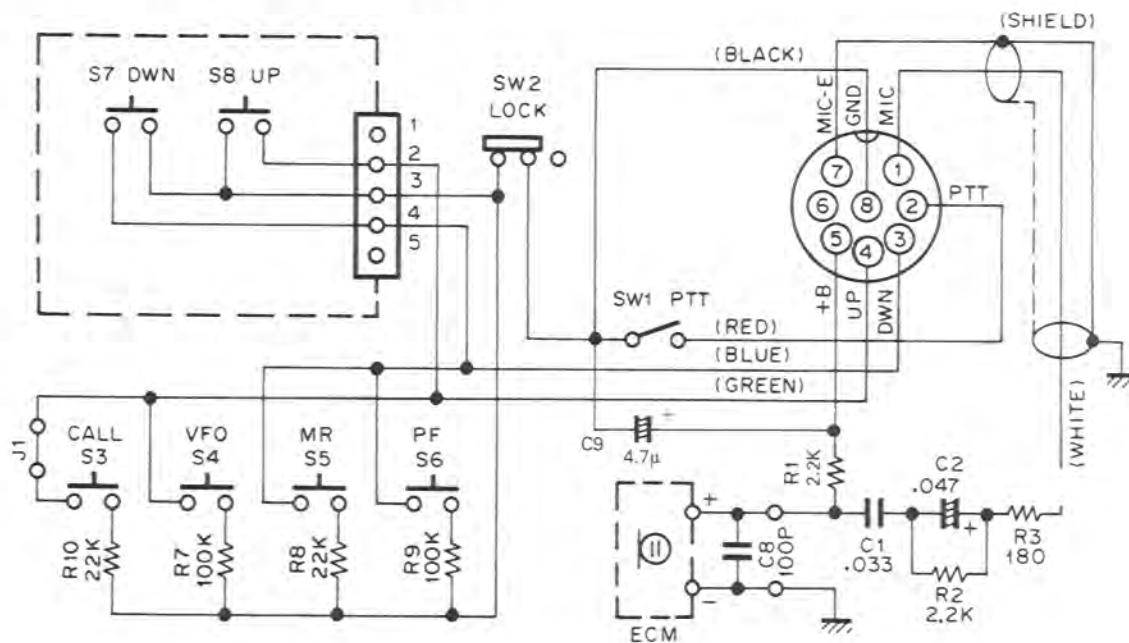 (SHIELD)
S7 DWN
S8 UP
(BLACK)
SW2
LOCK
MIC-E
GND
MIC
1
2
3
4
5
7
1
6
8
2
PTT
5
4
3
+B
UP
DWN
SW1 PTT
(RED)
(BLUE)
(GREEN)
(WHITE)
J1
CALL
S3
VFO
S4
MR
S5
PF
S6
C9
+
4.7μ
R1
2.2K
C2
.047
+
R10
22K
R7
100K
R8
22K
R9
100K
+
-
C8
100P
C1
.033
R3
180
R2
2.2K
ECM